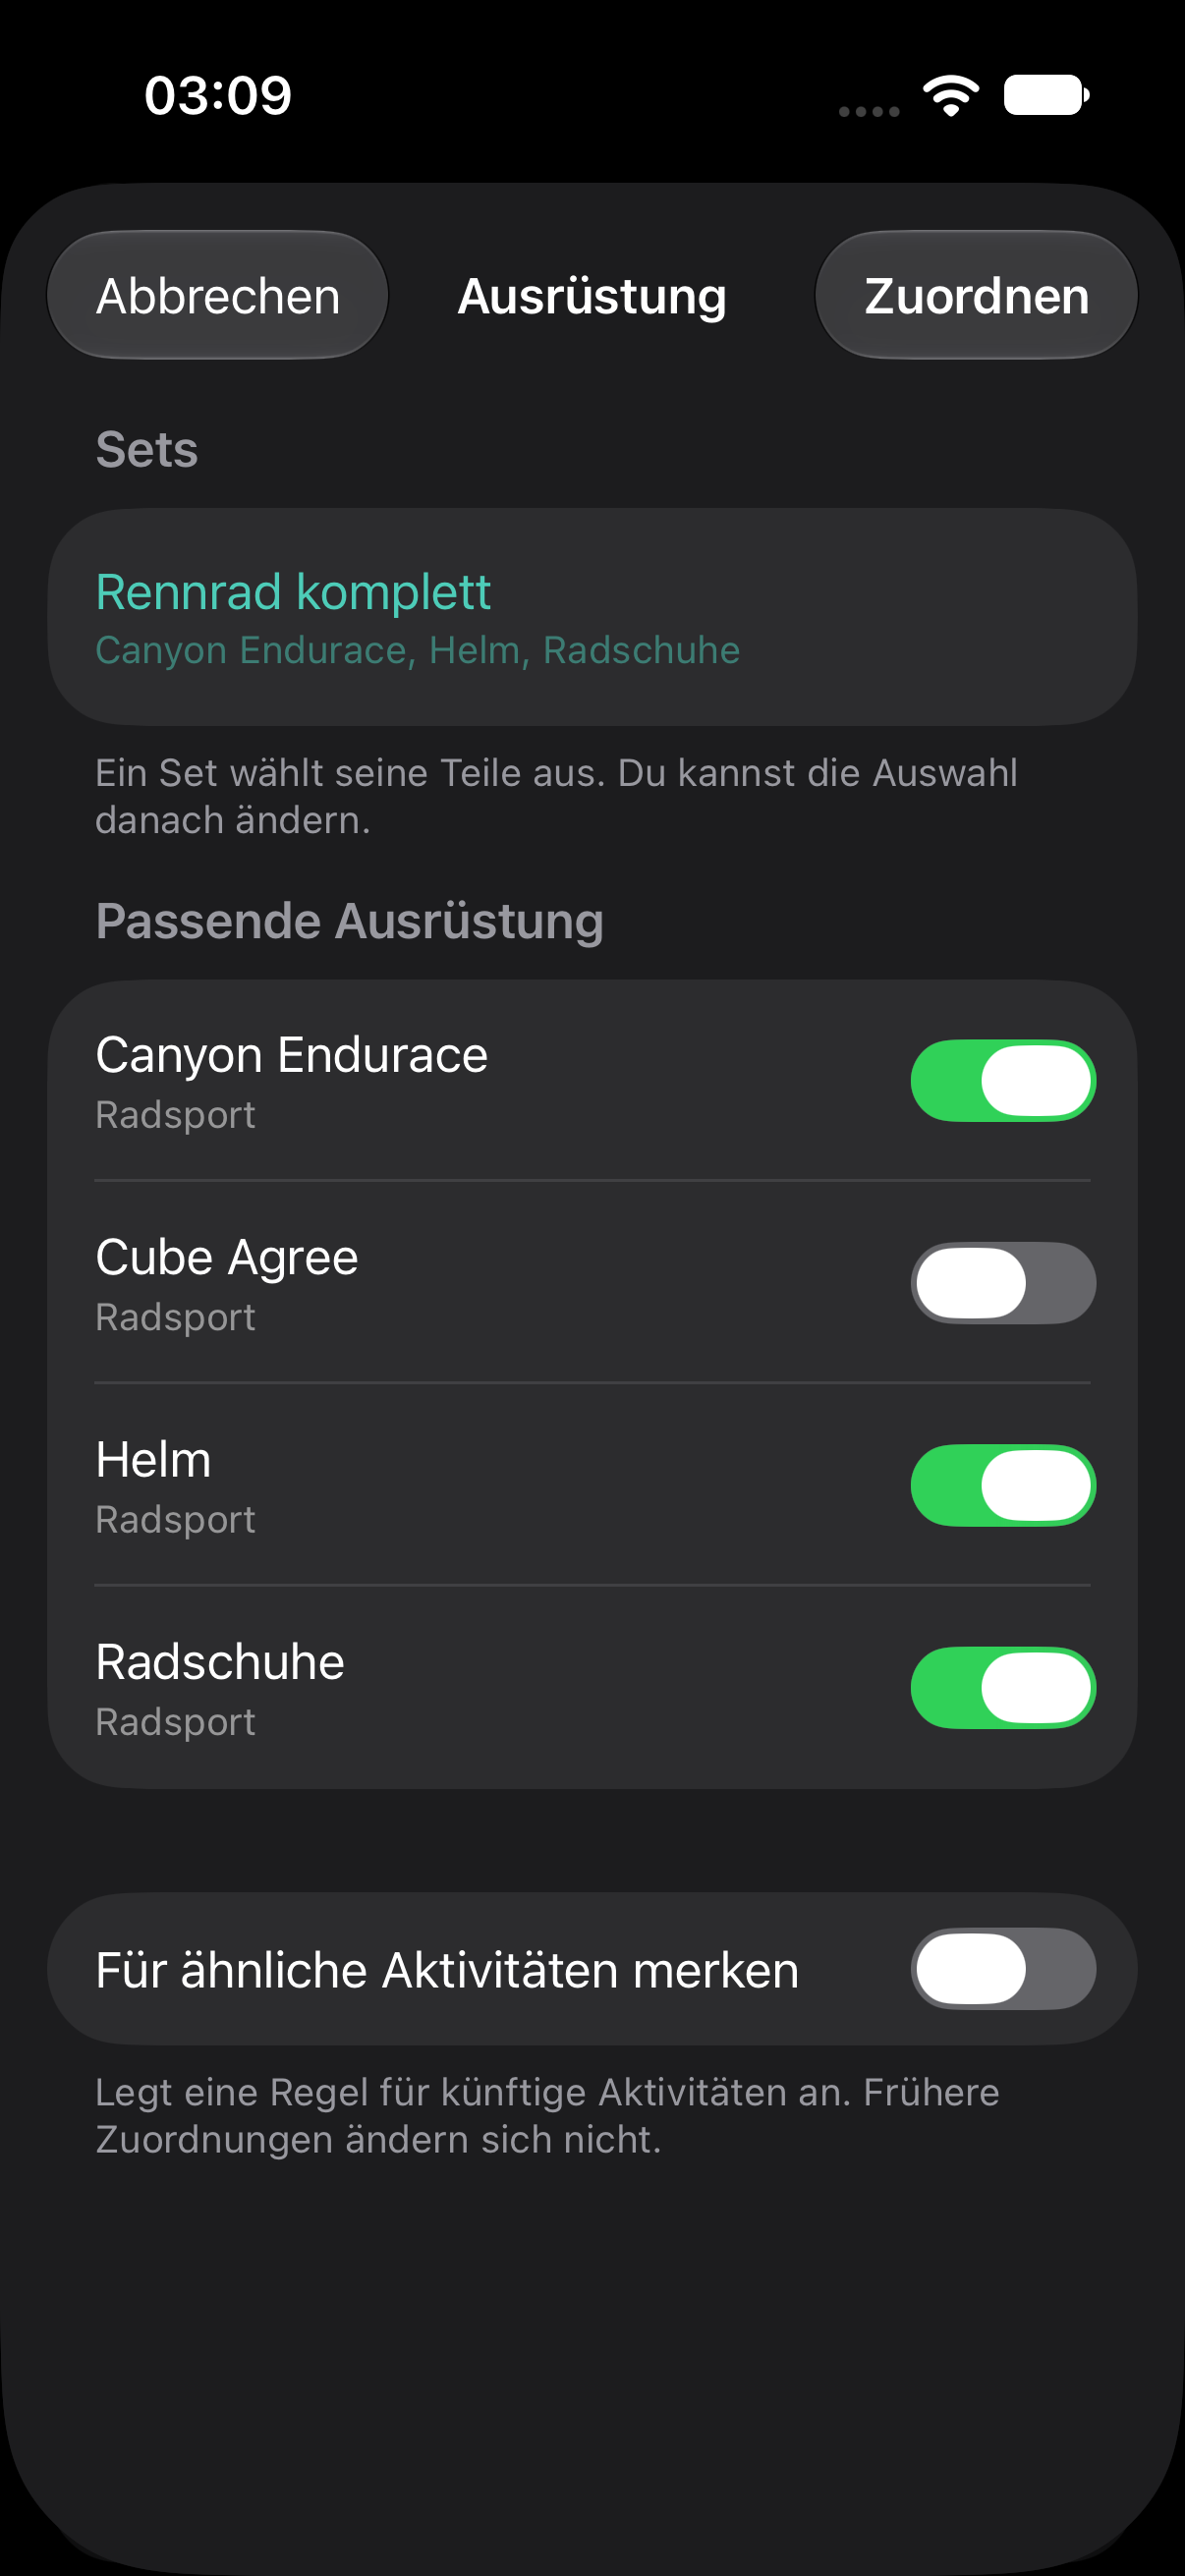 03:09
Abbrechen
Ausrüstung
Zuordnen
Sets
Rennrad komplett
Canyon Endurace, Helm, Radschuhe
Ein Set wählt seine Teile aus. Du kannst die Auswahl
danach ändern.
Passende Ausrüstung
Canyon Endurace
Radsport
Cube Agree
Radsport
Helm
Radsport
Radschuhe
Radsport
Für ähnliche Aktivitäten merken
Legt eine Regel für künftige Aktivitäten an. Frühere
Zuordnungen ändern sich nicht.